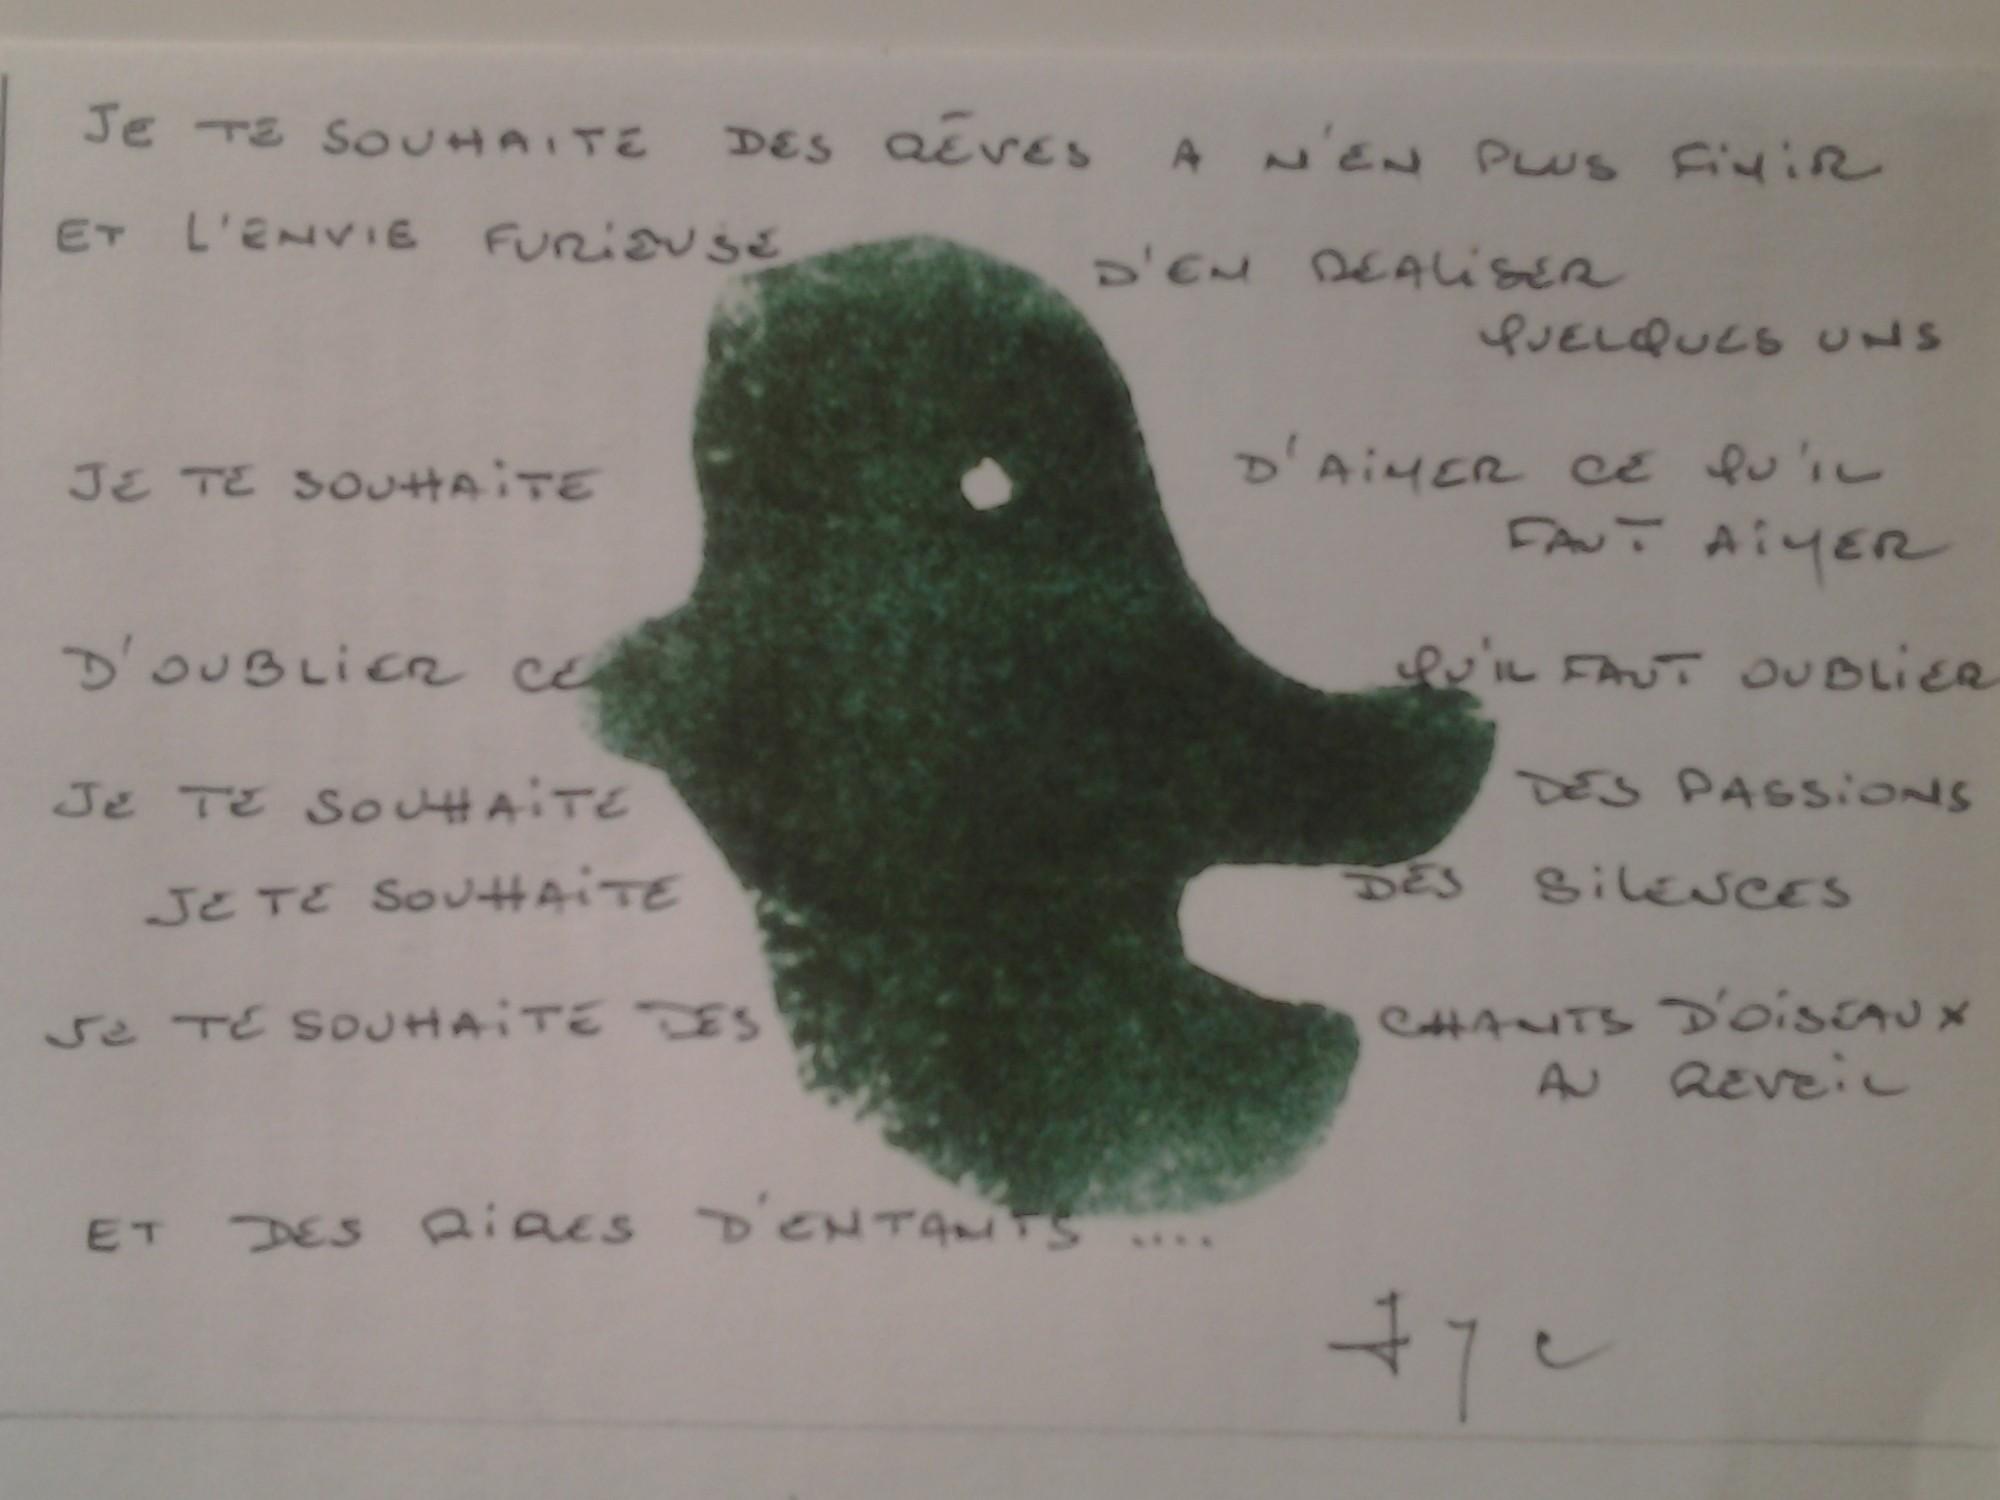 JE TE SOUHAITE DES RÊVES A N'EN PLUS FINIR
ET L'ENVIE FURIEUSE D'EN REALISER
QUELQUES UNS
JE TE SOUHAITE D'AIMER CE QU'IL
FAUT AIMER
D'OUBLIER CE QU'IL FAUT OUBLIER
JE TE SOUHAITE DES PASSIONS
JE TE SOUHAITE DES SILENCES
JE TE SOUHAITE DES CHANTS D'OISEAUX
AU REVEIL
ET DES RIRES D'ENFANTS ....